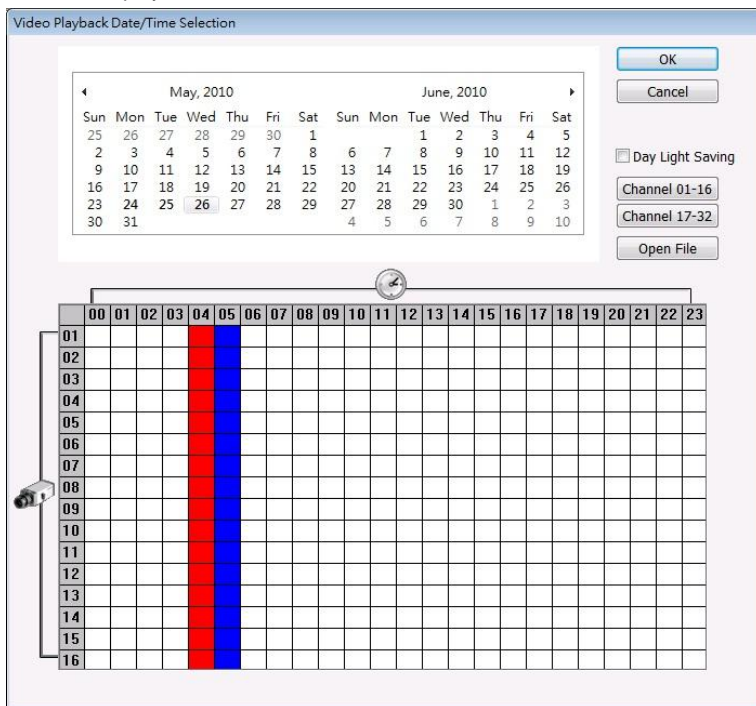 Video Playback Date/Time Selection
OK
Cancel
May, 2010 June, 2010
Sun Mon Tue Wed Thu Fri Sat Sun Mon Tue Wed Thu Fri Sat
25 26 27 28 29 30 1 1 2 3 4 5
2 3 4 5 6 7 8 6 7 8 9 10 11 12
9 10 11 12 13 14 15 13 14 15 16 17 18 19
16 17 18 19 20 21 22 20 21 22 23 24 25 26
23 24 25 26 27 28 29 27 28 29 30 1 2 3
30 31 4 5 6 7 8 9 10
Day Light Saving
Channel 01-16
Channel 17-32
Open File
00 01 02 03 04 05 06 07 08 09 10 11 12 13 14 15 16 17 18 19 20 21 22 23
01
02
03
04
05
06
07
08
09
10
11
12
13
14
15
16